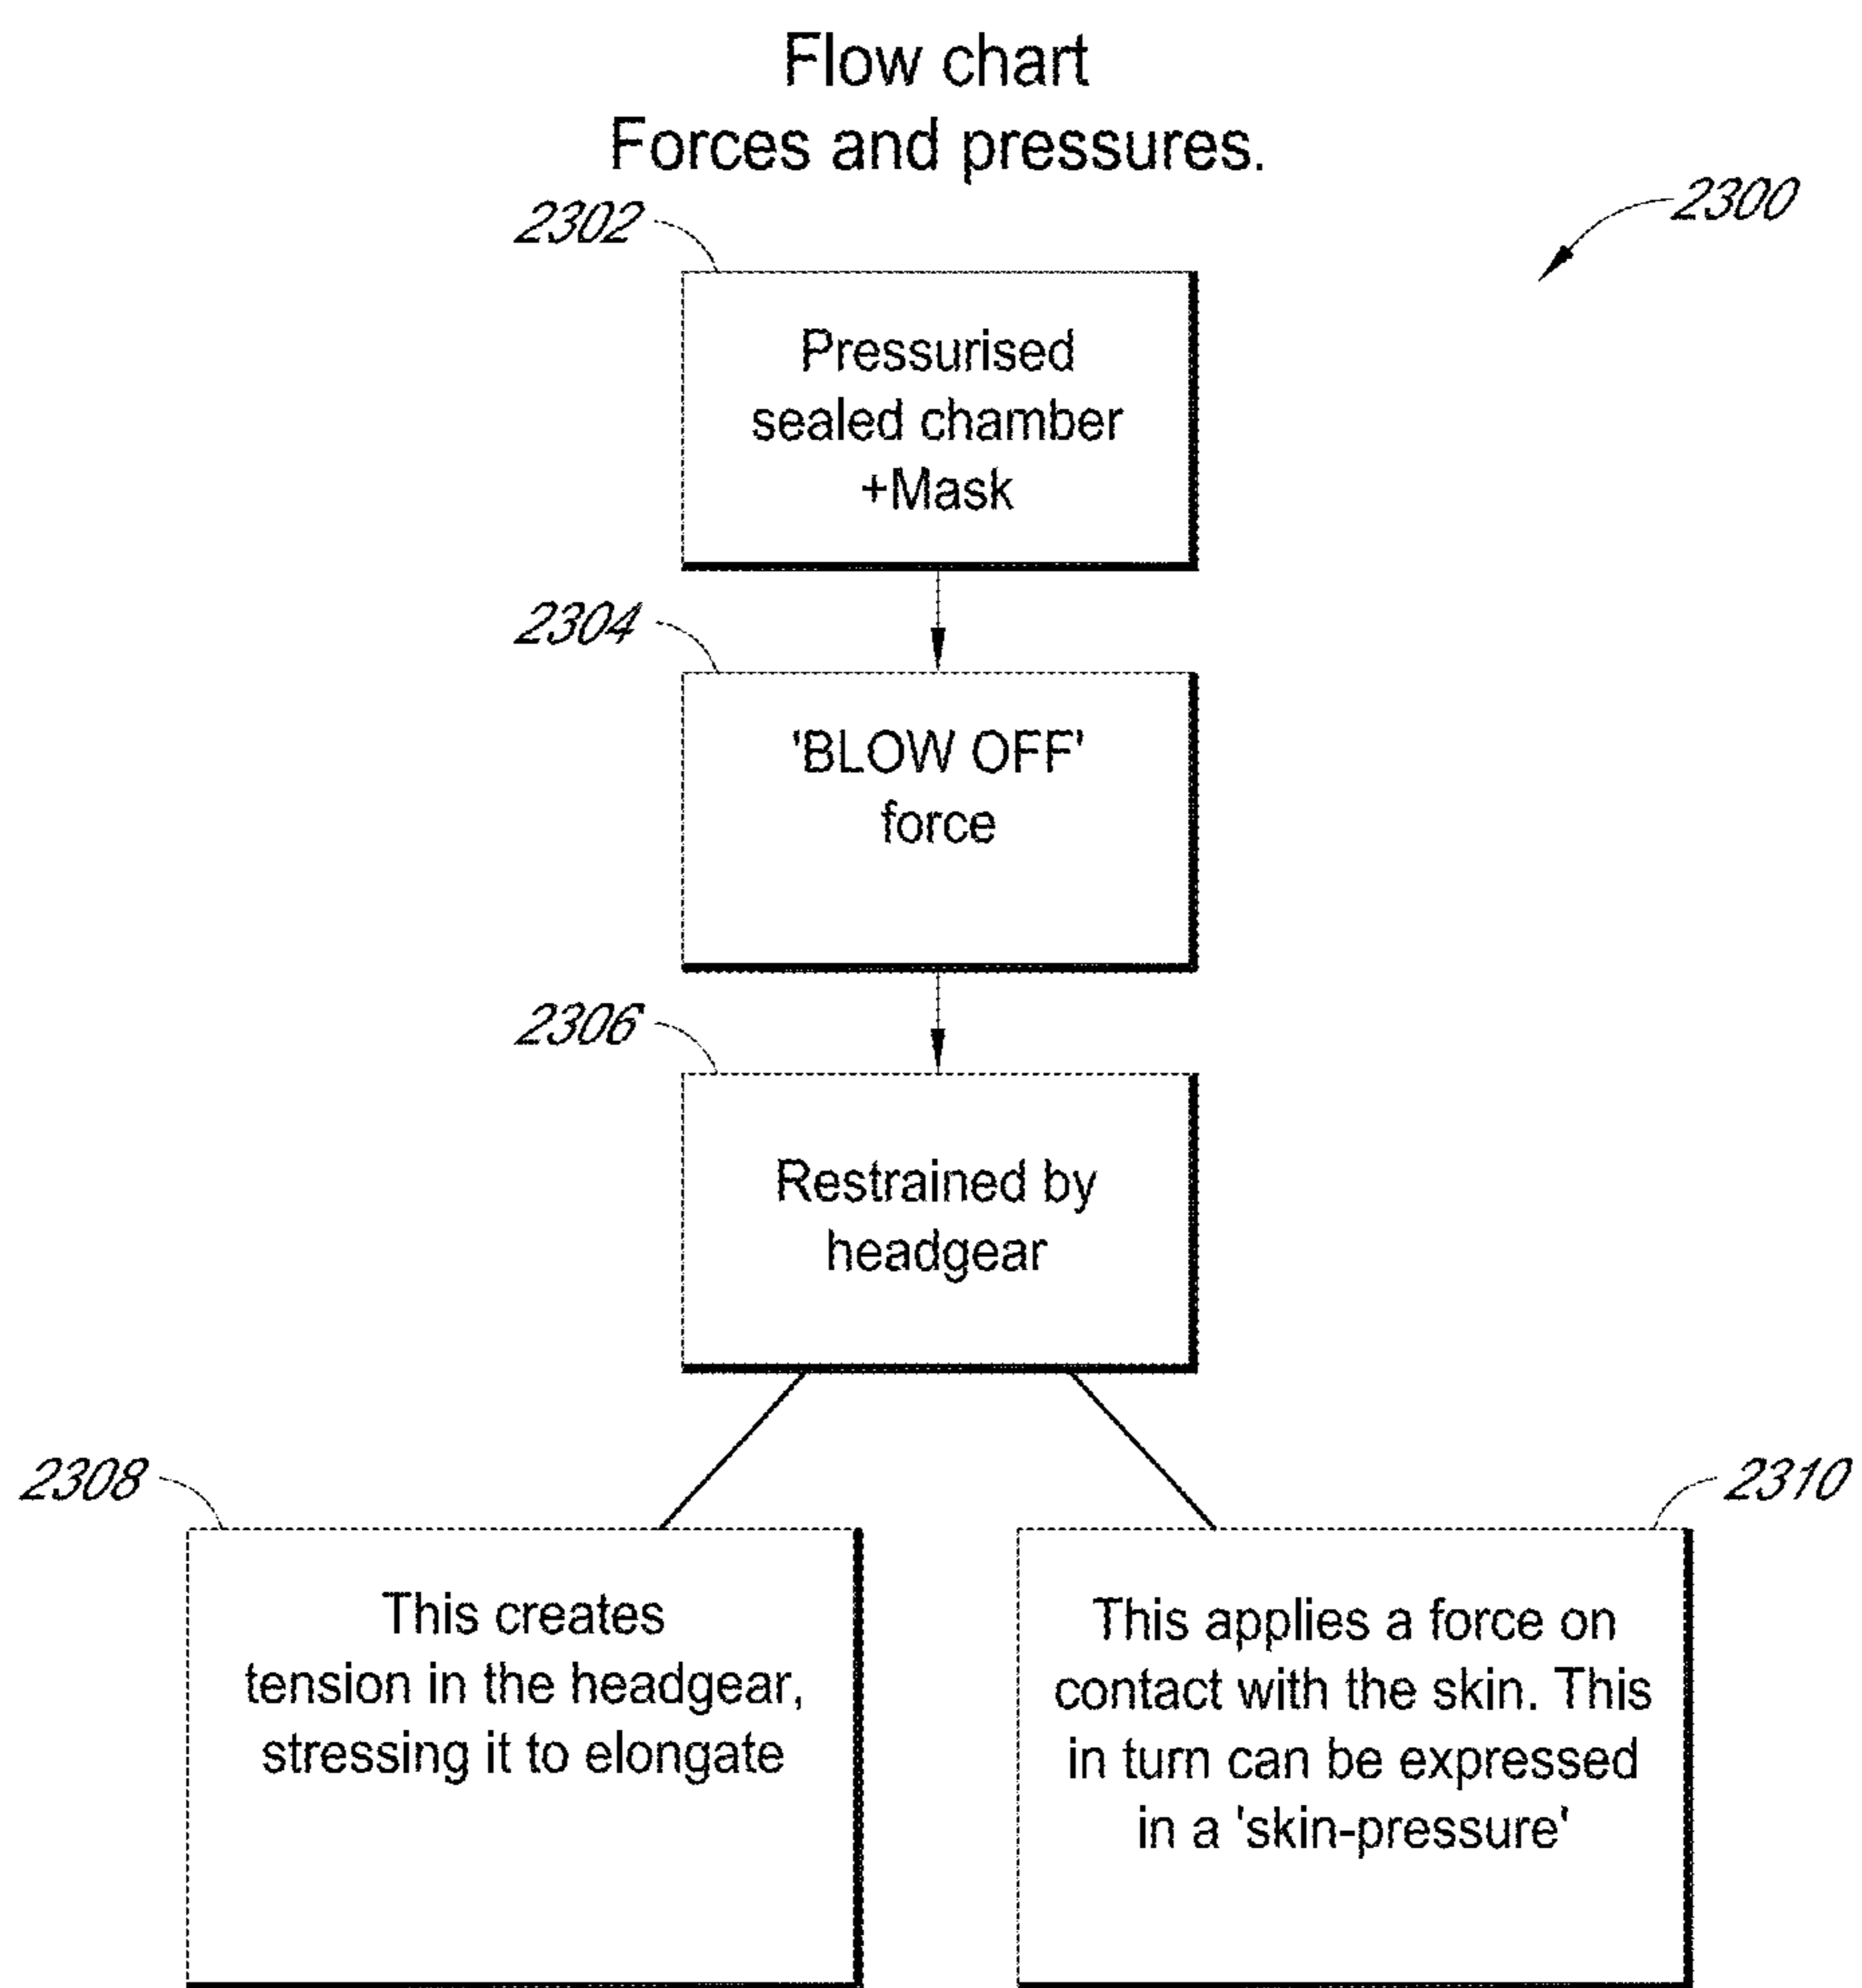 Flow chart
Forces and pressures.
2300
2302
Pressurised
sealed chamber
+Mask
2304
'BLOW OFF'
force
2306
Restrained by
headgear
2308
This creates
tension in the headgear,
stressing it to elongate
2310
This applies a force on
contact with the skin. This
in turn can be expressed
in a 'skin-pressure'